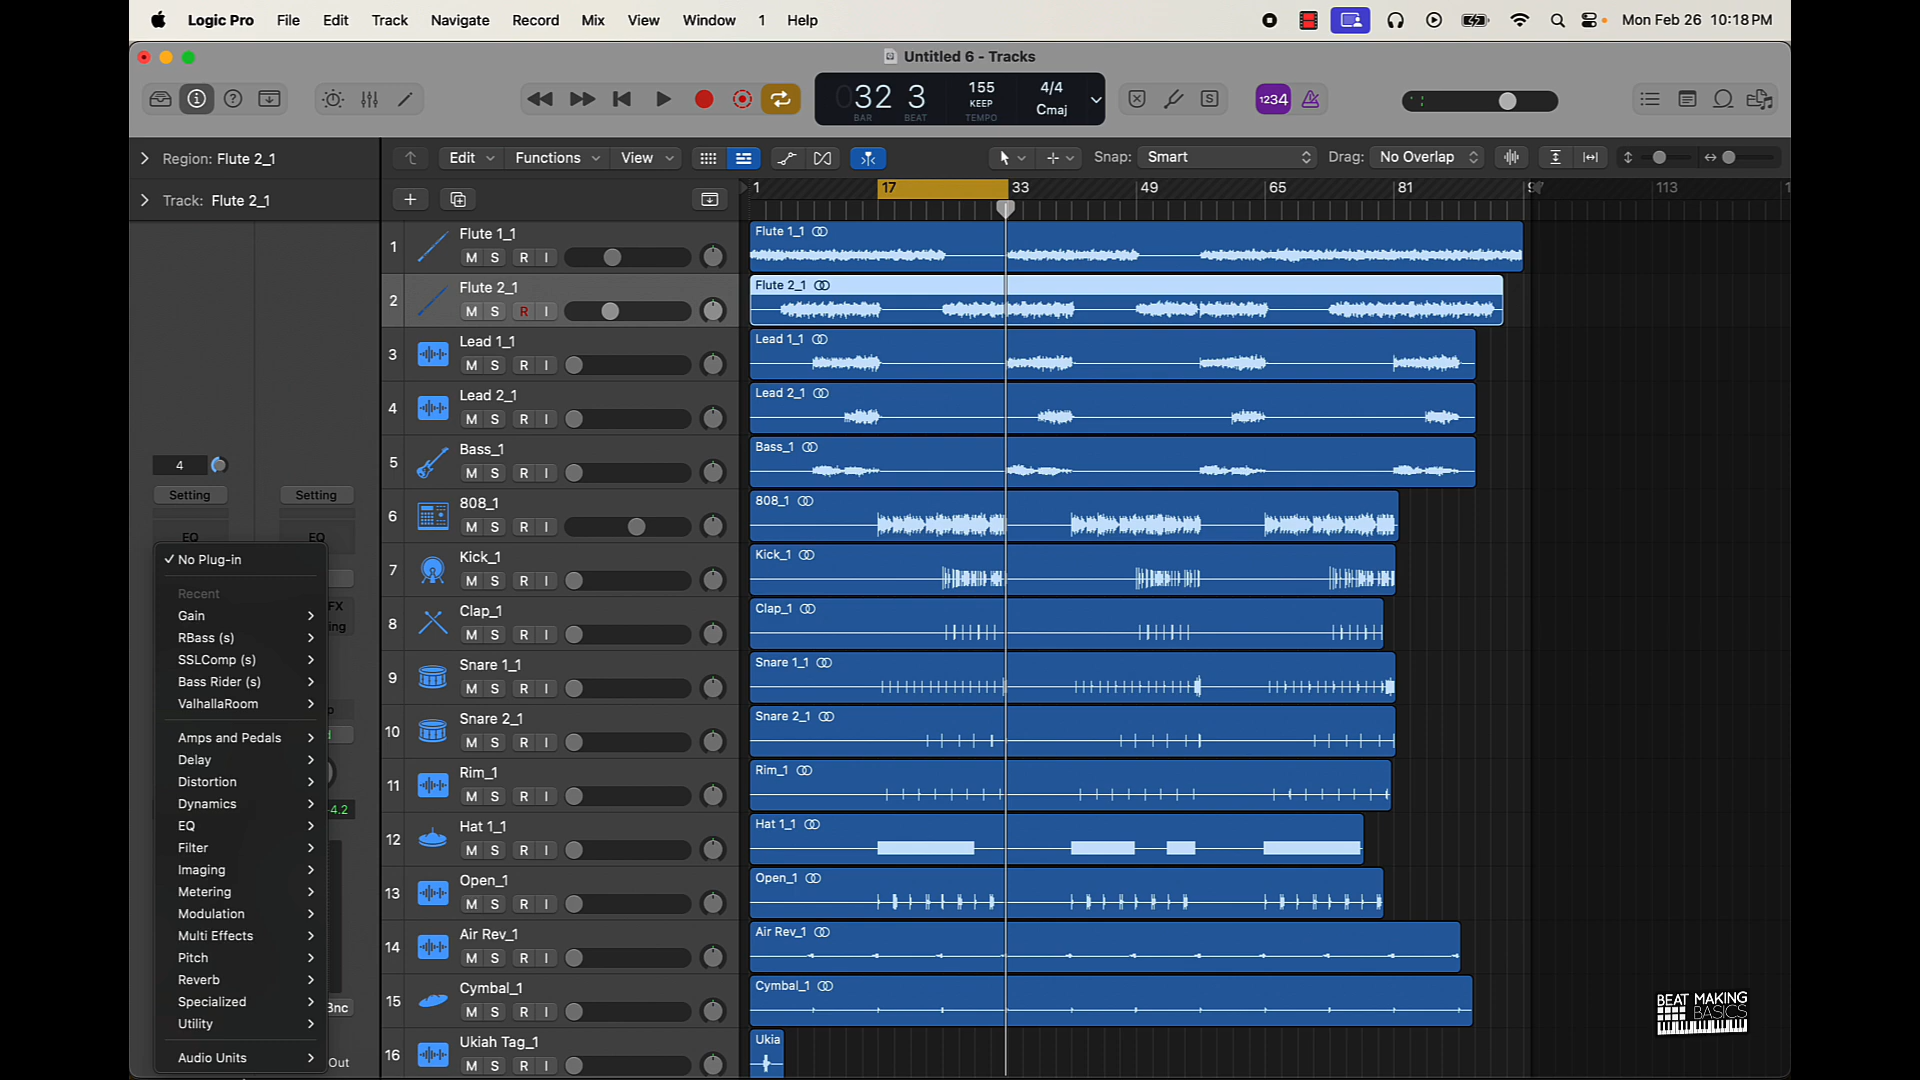 Logic Pro File Edit Track Navigate Record Mix View Window 1 Help Mon Feb 26 10:18 PM
Untitled 6 - Tracks
32 3 155 4/4
KEEP Cmaj
BAR BEAT TEMPO
S 1234
Region: Flute 2_1
Edit Functions View Snap: Smart Drag: No Overlap
Track: Flute 2_1
1 17 33 49 65 81 113
1 Flute 1_1
M S R I
Flute 1_1
2 Flute 2_1
M S R I
Flute 2_1
3 Lead 1_1
M S R I
Lead 1_1
4 Lead 2_1
M S R I
Lead 2_1
5 Bass_1
M S R I
Bass_1
6 808_1
M S R I
808_1
7 Kick_1
M S R I
Kick_1
8 Clap_1
M S R I
Clap_1
9 Snare 1_1
M S R I
Snare 1_1
10 Snare 2_1
M S R I
Snare 2_1
11 Rim_1
M S R I
Rim_1
12 Hat 1_1
M S R I
Hat 1_1
13 Open_1
M S R I
Open_1
14 Air Rev_1
M S R I
Air Rev_1
15 Cymbal_1
M S R I
Cymbal_1
16 Ukiah Tag_1
M S R I
Ukia
4
Setting Setting
EQ EQ
No Plug-in
Recent
Gain
RBass (s)
SSLComp (s)
Bass Rider (s)
ValhallaRoom
Amps and Pedals
Delay
Distortion
Dynamics
EQ
Filter
Imaging
Metering
Modulation
Multi Effects
Pitch
Reverb
Specialized
Utility
Audio Units
FX
-4.2
Bnc
Out
BEAT MAKING
BASICS